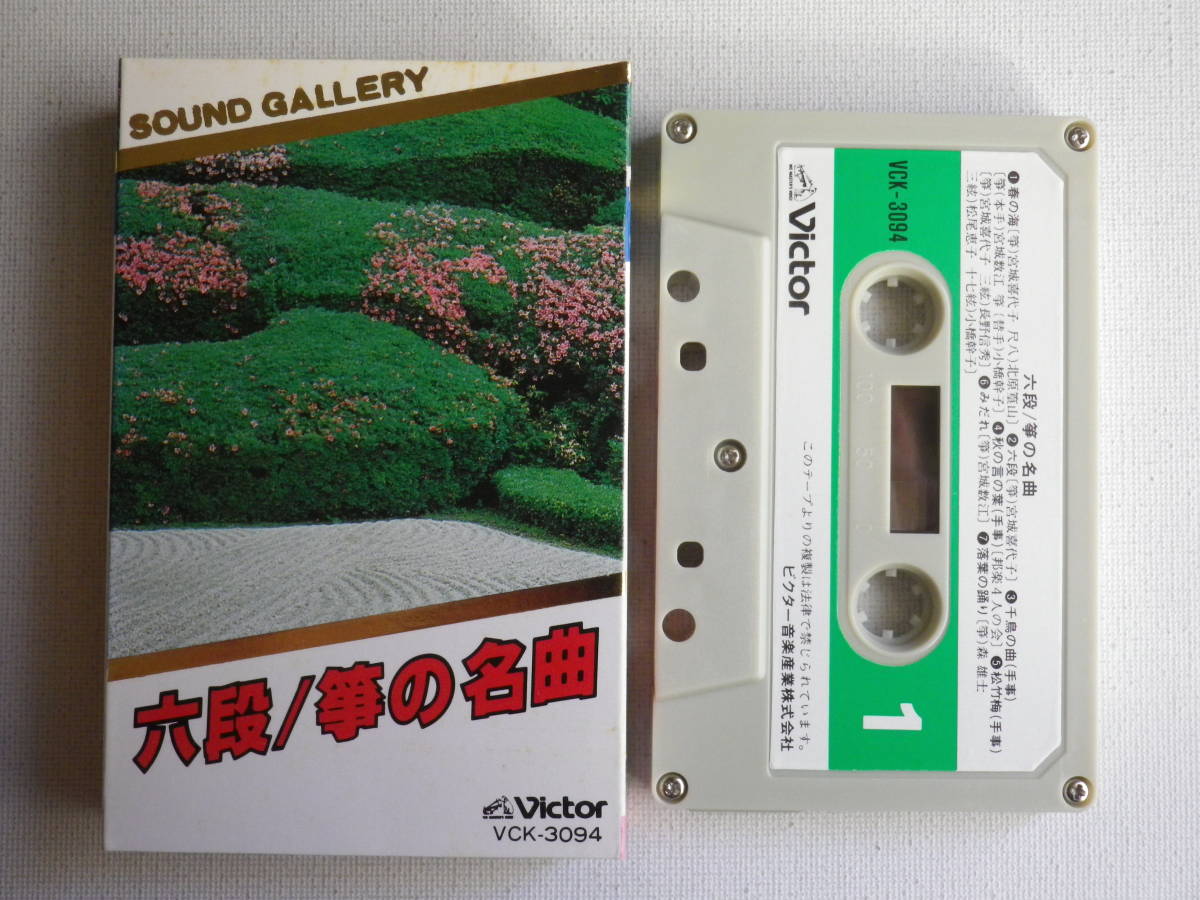 SOUND GALLERY
六段/箏の名曲
Victor
VCK-3094
Victor
VCK-3094
六段/箏の名曲
❶春の海〔箏)宮城喜代子 尺八)北原篁山〕❷六段〔箏)宮城喜代子〕❸千鳥の曲(手事)
〔箏(本手)宮城数江 箏(替手)小橋幹子〕❹秋の言の葉(手事)〔邦楽4人の会〕❺松竹梅(手事)
〔箏)宮城喜代子 三絃)長野信秀〕❻みだれ〔箏)宮城数江〕❼落葉の踊り〔箏)森 雄士
三絃)松尾恵子 十七絃)小橋幹子〕
1
このテープよりの複製は法律で禁じられています。
ビクター音楽産業株式会社
100 50 0